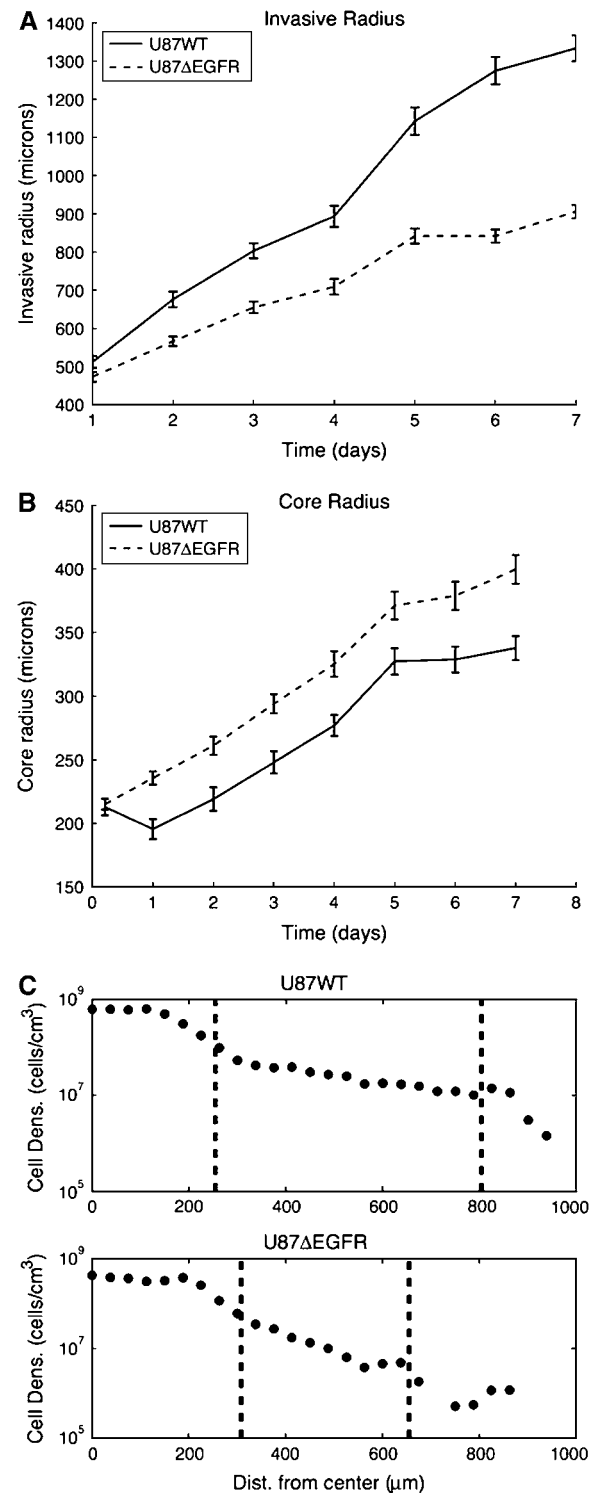 A
Invasive Radius
U87WT
U87ΔEGFR
Invasive radius (microns)
1400
1300
1200
1100
1000
900
800
700
600
500
400
1 2 3 4 5 6 7
Time (days)
B
Core Radius
U87WT
U87ΔEGFR
Core radius (microns)
450
400
350
300
250
200
150
0 1 2 3 4 5 6 7 8
Time (days)
C
U87WT
Cell Dens. (cells/cm³)
10⁹
10⁷
10⁵
0 200 400 600 800 1000
U87ΔEGFR
Cell Dens. (cells/cm³)
10⁹
10⁷
10⁵
0 200 400 600 800 1000
Dist. from center (μm)